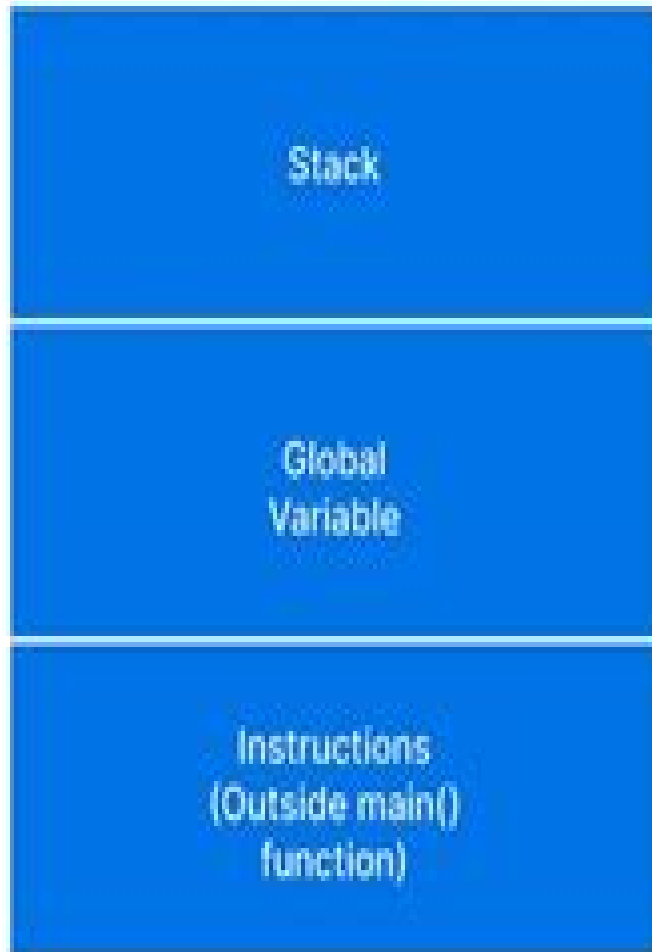 Stack
Global
Variable
Instructions
(Outside main()
function)